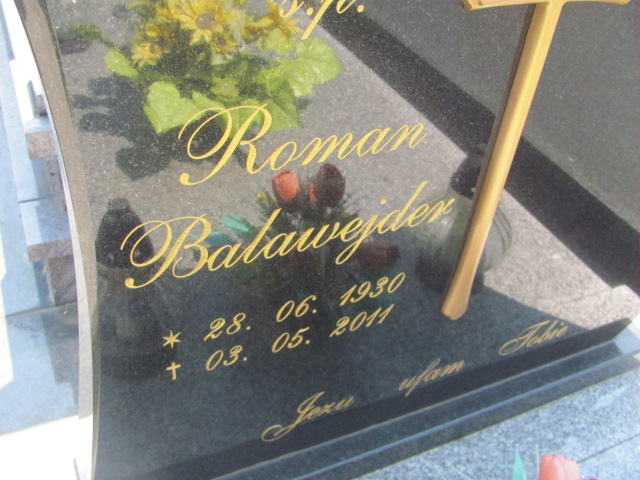 ś.p.
Roman
Balawejder
* 28. 06. 1930
† 03. 05. 2011
Jezu ufam Tobie